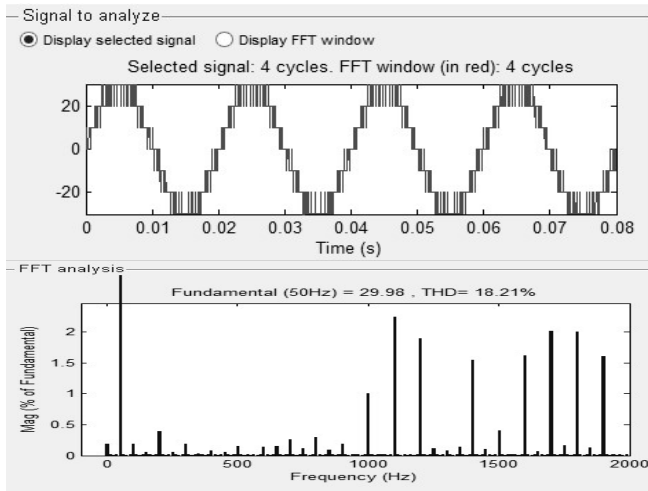 Signal to analyze
Display selected signal Display FFT window
Selected signal: 4 cycles. FFT window (in red): 4 cycles
20
0
-20
0 0.01 0.02 0.03 0.04 0.05 0.06 0.07 0.08
Time (s)
FFT analysis
Fundamental (50Hz) = 29.98 , THD= 18.21%
Mag (% of Fundamental)
2
1.5
1
0.5
0
0 500 1000 1500 2000
Frequency (Hz)